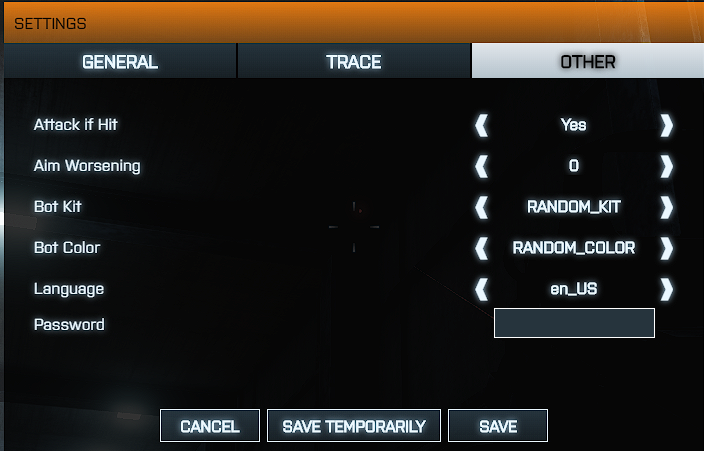 SETTINGS
GENERAL TRACE OTHER
Attack if Hit Yes
Aim Worsening 0
Bot Kit RANDOM_KIT
Bot Color RANDOM_COLOR
Language en_US
Password
CANCEL SAVE TEMPORARILY SAVE